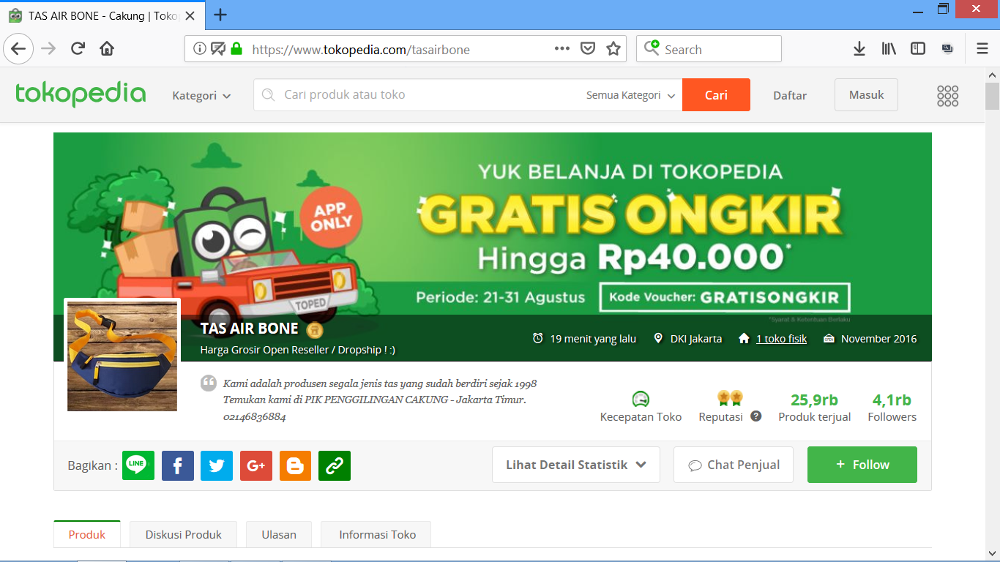 TAS AIR BONE - Cakung | Toko
https://www.tokopedia.com/tasairbone
Search
tokopedia
Kategori
Cari produk atau toko
Semua Kategori
Cari
Daftar
Masuk
YUK BELANJA DI TOKOPEDIA
APP ONLY
GRATIS ONGKIR
Hingga Rp40.000*
TOPED
Periode: 21-31 Agustus
Kode Voucher: GRATISONGKIR
*Syarat & Ketentuan Berlaku
TAS AIR BONE
Harga Grosir Open Reseller / Dropship ! :)
19 menit yang lalu
DKI Jakarta
1 toko fisik
OPEN
November 2016
Kami adalah produsen segala jenis tas yang sudah berdiri sejak 1998
Temukan kami di PIK PENGGILINGAN CAKUNG - Jakarta Timur.
02146836884
Kecepatan Toko
Reputasi ?
25,9rb
Produk terjual
4,1rb
Followers
Bagikan :
LINE
f
G+
Lihat Detail Statistik
Chat Penjual
+ Follow
Produk
Diskusi Produk
Ulasan
Informasi Toko